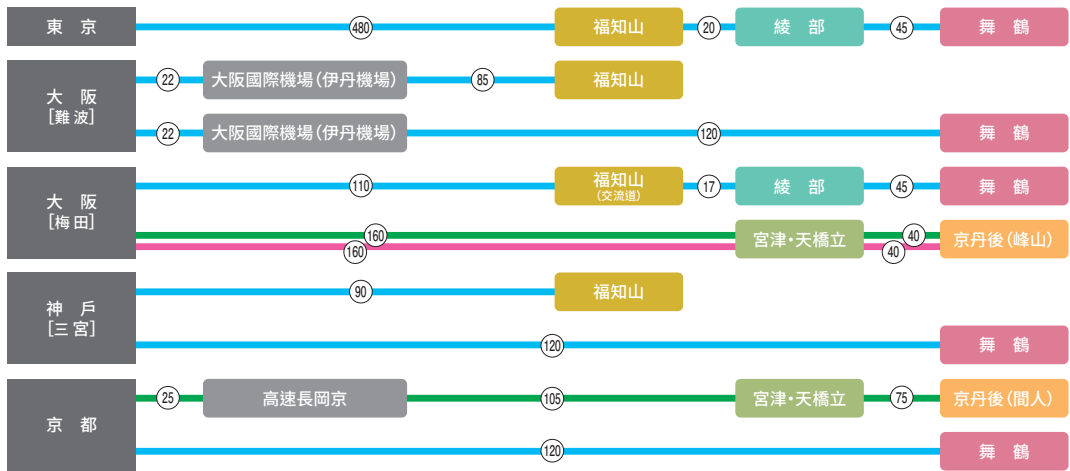 東京 480 福知山 20 綾部 45 舞鶴
大阪
[難波]
22 大阪國際機場(伊丹機場) 85 福知山
22 大阪國際機場(伊丹機場) 120 舞鶴
大阪
[梅田]
110 福知山 17 綾部 45 舞鶴
(交流道)
160 宮津・天橋立 40 京丹後(峰山)
160 40
神戶
[三宮]
90 福知山
120 舞鶴
京都
25 高速長岡京 105 宮津・天橋立 75 京丹後(間人)
120 舞鶴